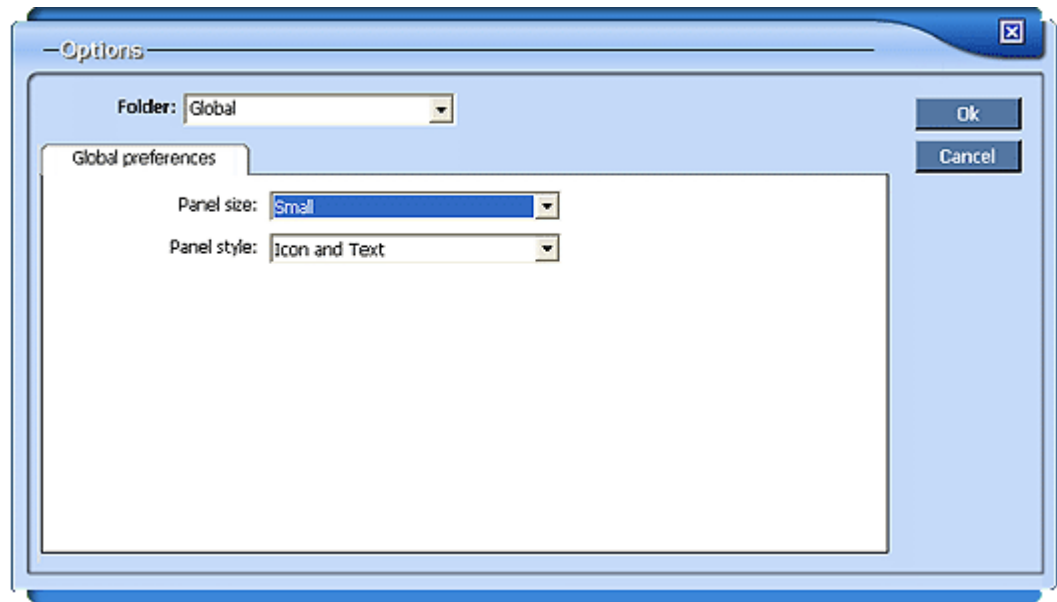 Options
Folder: Global
Ok
Global preferences
Cancel
Panel size: Small
Panel style: Icon and Text